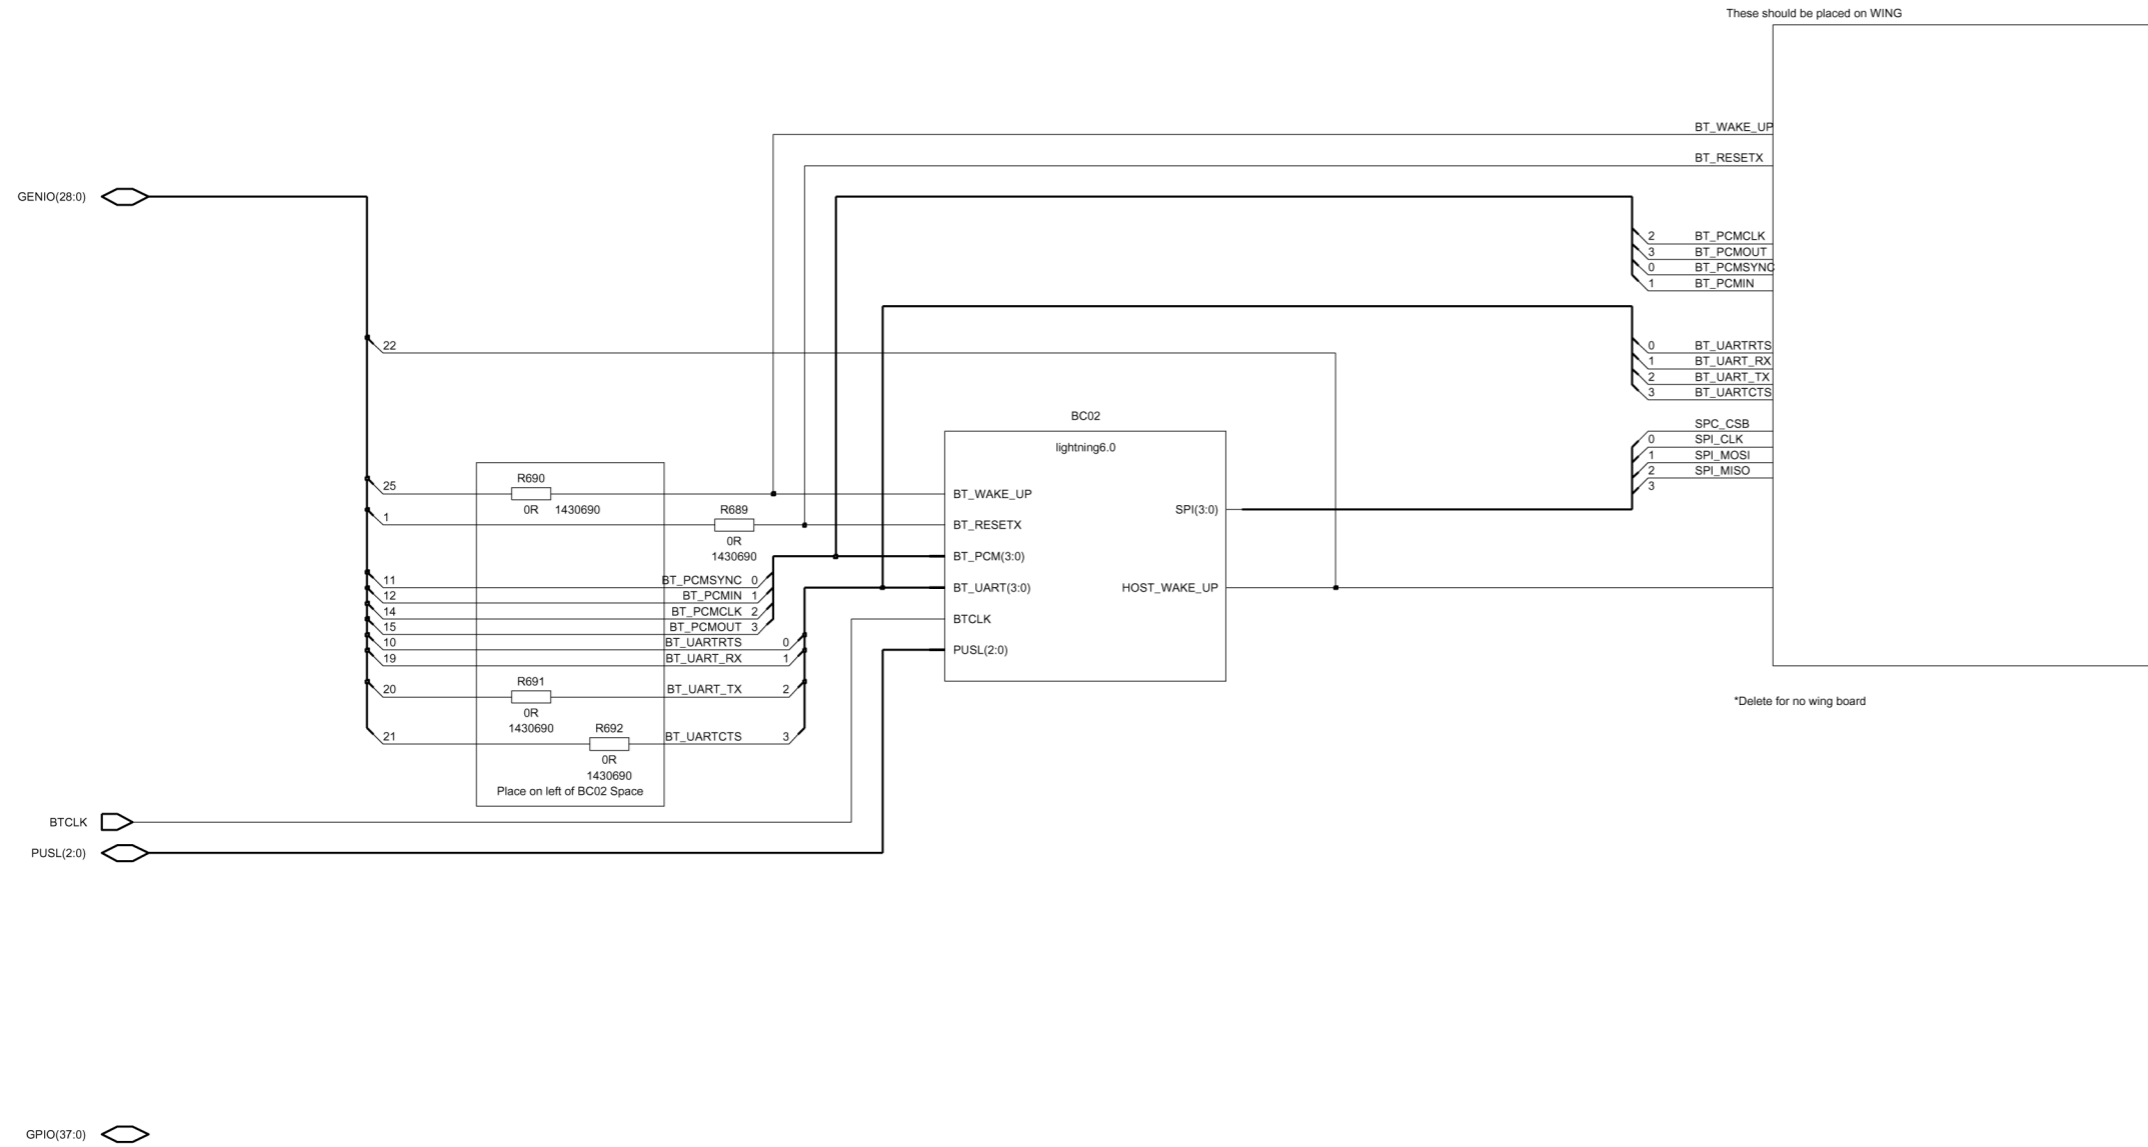 These should be placed on WING
BT_WAKE_UP
BT_RESETX
GENIO(28:0)
2 BT_PCMCLK
3 BT_PCMOUT
0 BT_PCMSYNC
1 BT_PCMIN
22
0 BT_UARTRTS
1 BT_UART_RX
2 BT_UART_TX
3 BT_UARTCTS
BC02
lightning6.0
SPC_CSB
0 SPI_CLK
1 SPI_MOSI
2 SPI_MISO
3
R690
25
0R 1430690
BT_WAKE_UP
SPI(3:0)
R689
1
0R
1430690
BT_RESETX
BT_PCM(3:0)
11 BT_PCMSYNC 0
12 BT_PCMIN 1
14 BT_PCMCLK 2
15 BT_PCMOUT 3
10 BT_UARTRTS 0
19 BT_UART_RX 1
BT_UART(3:0)
HOST_WAKE_UP
BTCLK
PUSL(2:0)
R691
20 BT_UART_TX 2
0R
1430690
R692
21 BT_UARTCTS 3
0R
1430690
Place on left of BC02 Space
*Delete for no wing board
BTCLK
PUSL(2:0)
GPIO(37:0)